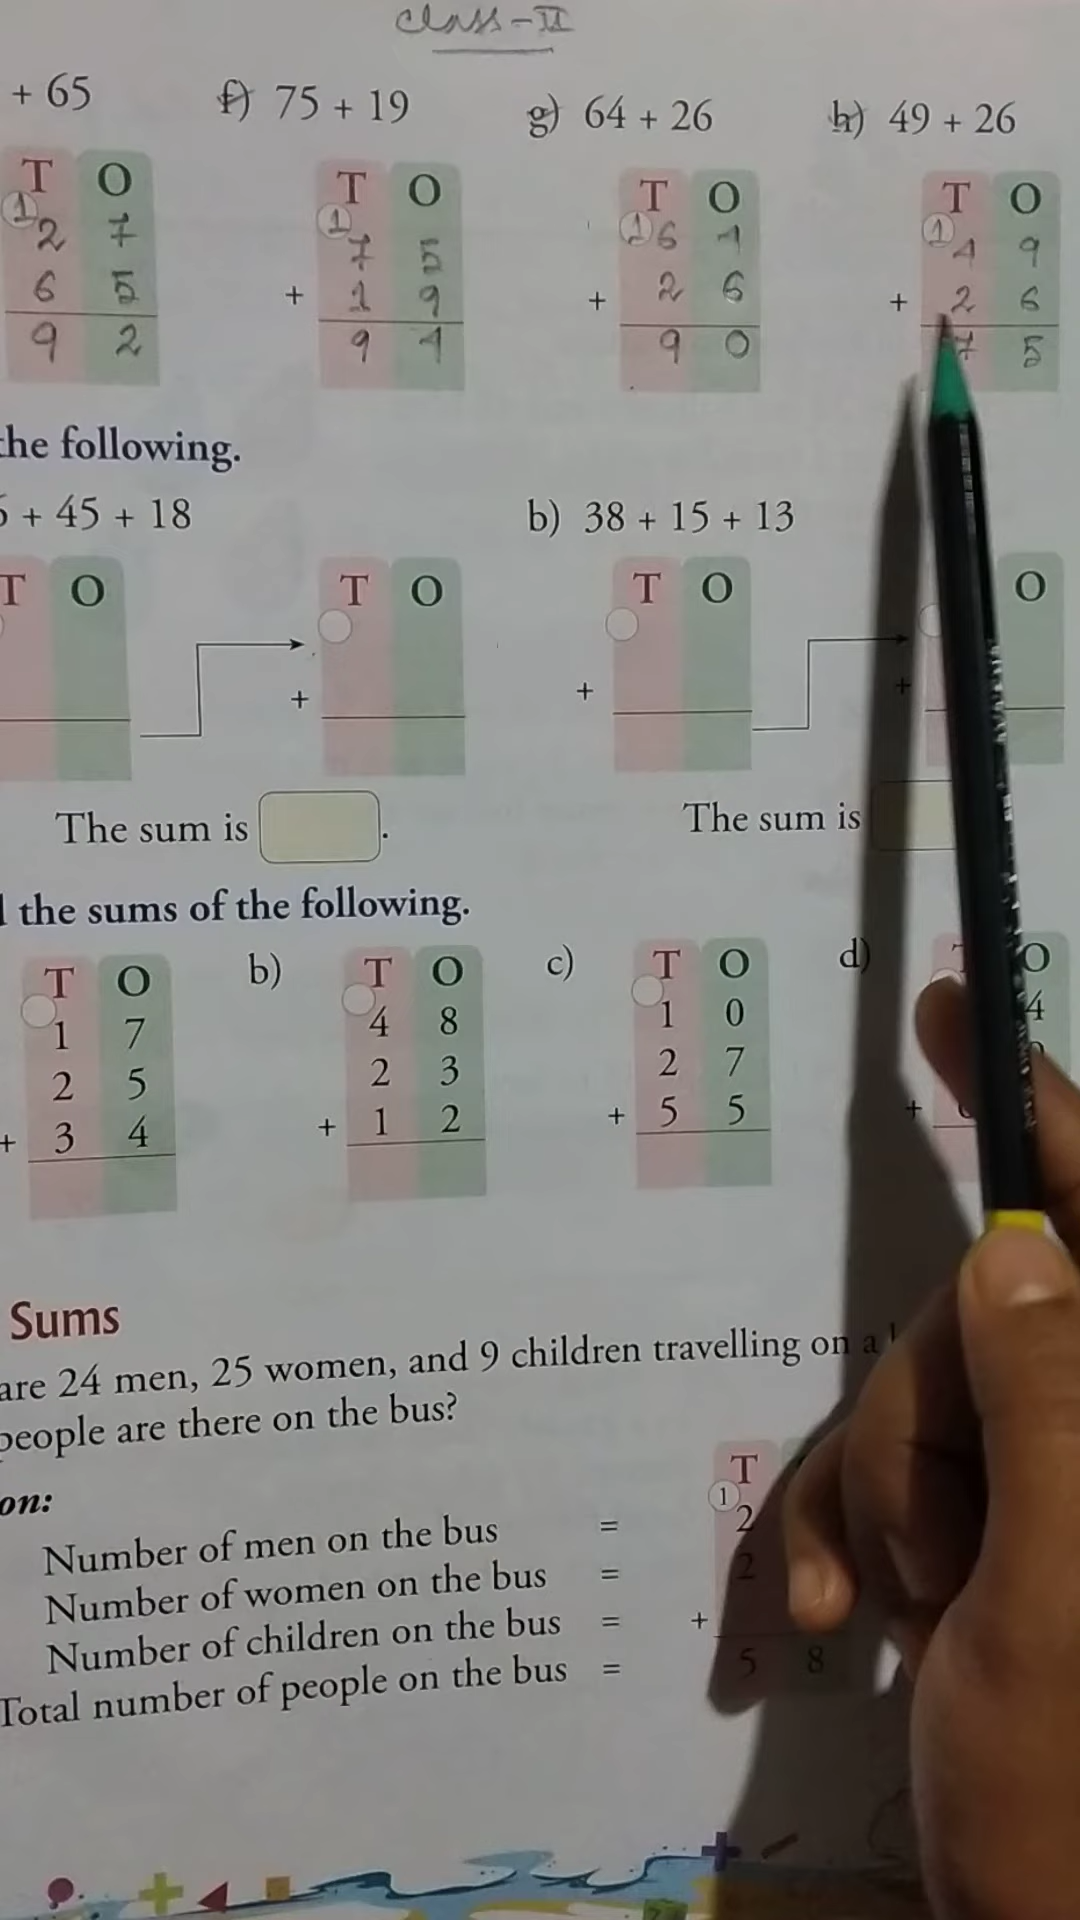 Class-II
+ 65 f) 75 + 19 g) 64 + 26 h) 49 + 26
T O T O T O T O
1 1 1 1
2 7 7 5 6 4 4 9
6 5 + 1 9 + 2 6 + 2 6
9 2 9 4 9 0 7 5
the following.
+ 45 + 18 b) 38 + 15 + 13
T O T O T O O
+ + +
The sum is . The sum is
the sums of the following.
b) c) d)
T O T O T O O
1 7 4 8 1 0 4
2 5 2 3 2 7
+ 3 4 + 1 2 + 5 5 +
Sums
are 24 men, 25 women, and 9 children travelling on a
people are there on the bus?
on:
T
1
Number of men on the bus = 2
Number of women on the bus = 2
Number of children on the bus = +
Total number of people on the bus = 5 8